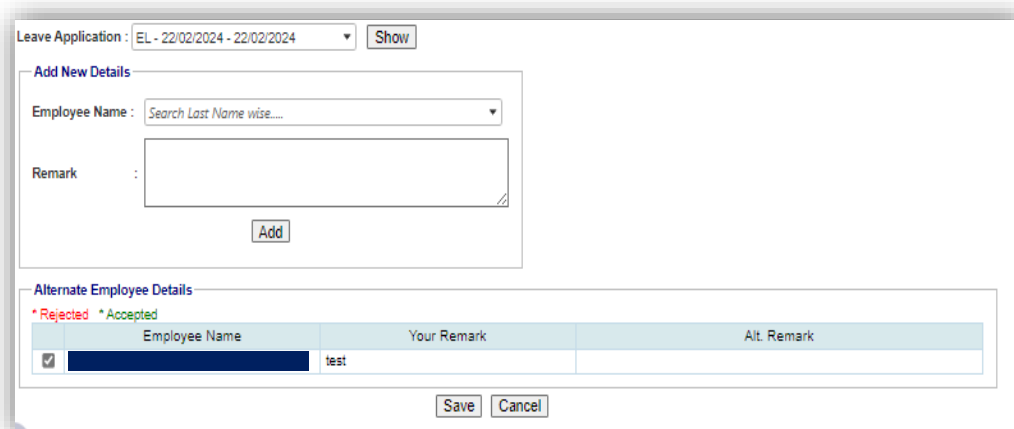 Leave Application : EL - 22/02/2024 - 22/02/2024 Show
Add New Details
Employee Name : Search Last Name wise.....
Remark :
Add
Alternate Employee Details
* Rejected * Accepted
Employee Name Your Remark Alt. Remark
test
Save Cancel